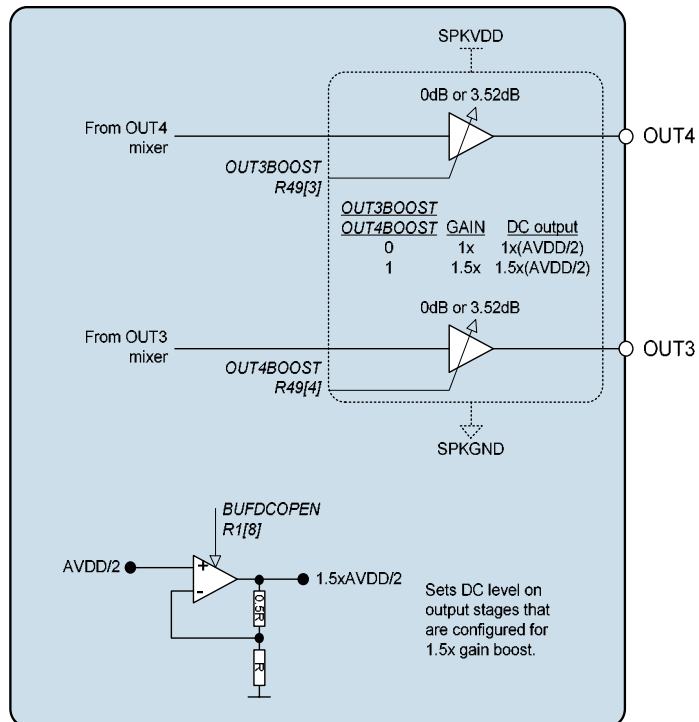 SPKVDD
0dB or 3.52dB
From OUT4
mixer
OUT4
OUT3BOOST
R49[3]
OUT3BOOST
OUT4BOOST GAIN DC output
0 1x 1x(AVDD/2)
1 1.5x 1.5x(AVDD/2)
0dB or 3.52dB
From OUT3
mixer
OUT3
OUT4BOOST
R49[4]
SPKGND
BUFDCOPEN
R1[8]
AVDD/2
+
-
1.5xAVDD/2
0.5R
R
Sets DC level on
output stages that
are configured for
1.5x gain boost.